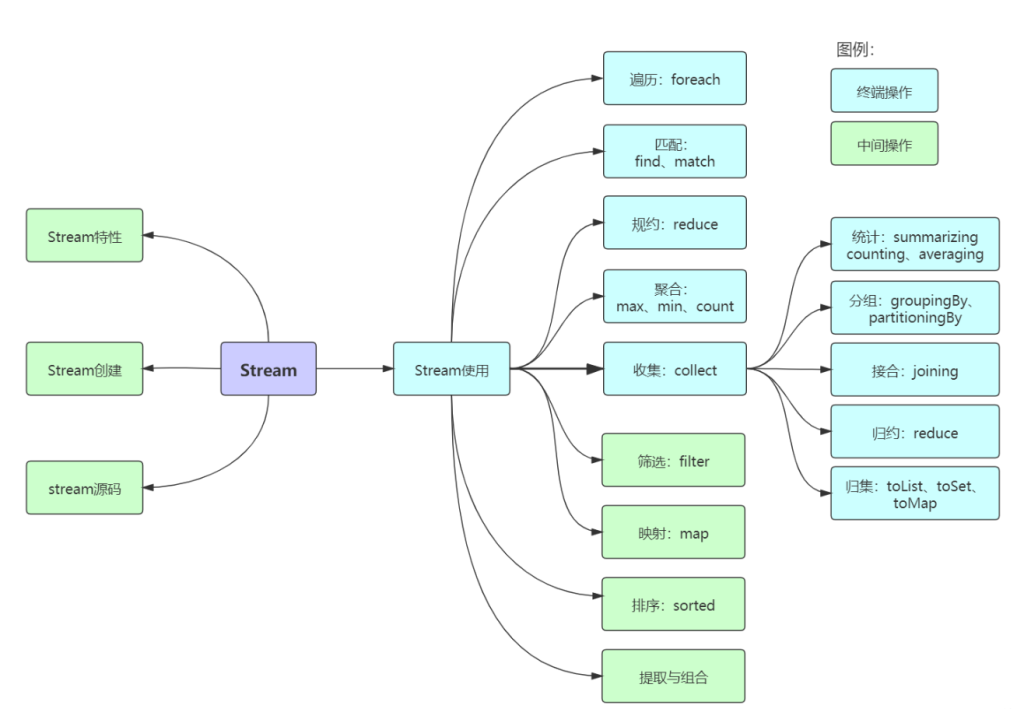 图例：
终端操作
中间操作
Stream特性
Stream创建
stream源码
Stream
Stream使用
遍历：foreach
匹配：
find、match
规约：reduce
聚合：
max、min、count
收集：collect
筛选：filter
映射：map
排序：sorted
提取与组合
统计：summarizing
counting、averaging
分组：groupingBy、
partitioningBy
接合：joining
归约：reduce
归集：toList、toSet、
toMap